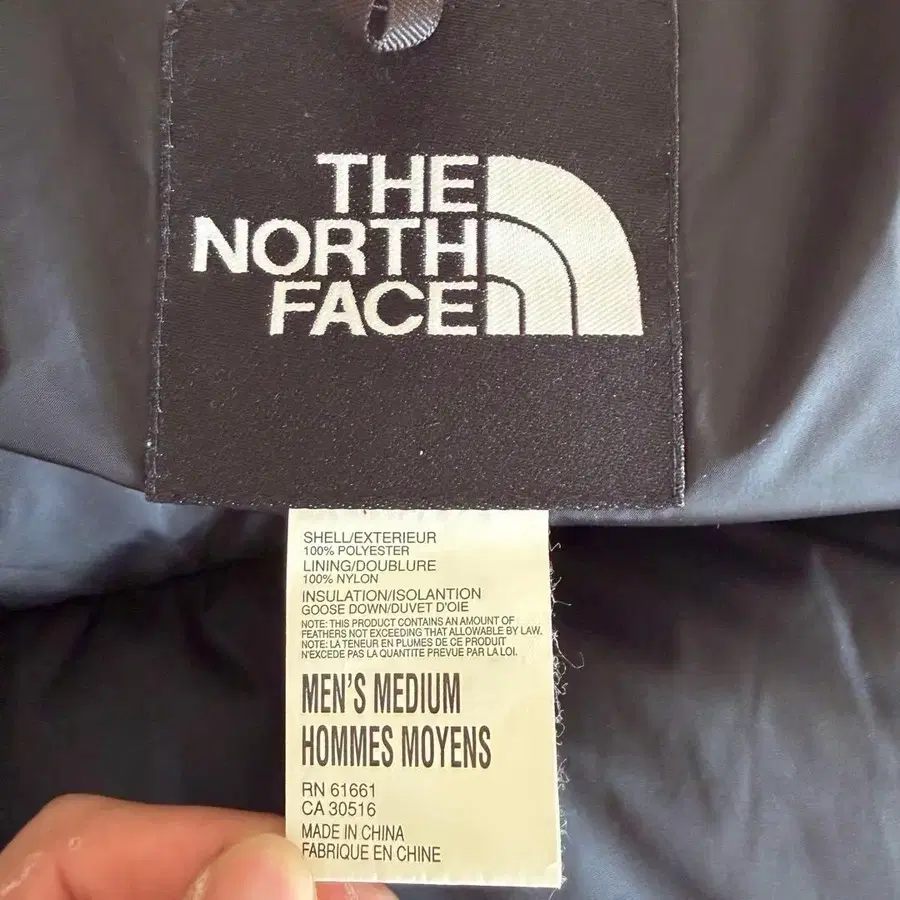 THE
NORTH
FACE
SHELL/EXTERIEUR
100% POLYESTER
LINING/DOUBLURE
100% NYLON
INSULATION/ISOLANTION
GOOSE DOWN/DUVET D'OIE
NOTE: THIS PRODUCT CONTAINS AN AMOUNT OF
FEATHERS NOT EXCEEDING THAT ALLOWABLE BY LAW.
NOTE: LA TENEUR EN PLUMES DE CE PRODUIT
N'EXCEDE PAS LA QUANTITE PREVUE PAR LA LOI.
MEN'S MEDIUM
HOMMES MOYENS
RN 61661
CA 30516
MADE IN CHINA
FABRIQUE EN CHINE